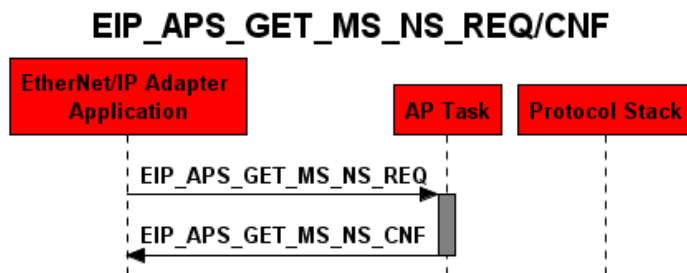 EIP_APS_GET_MS_NS_REQ/CNF
EtherNet/IP Adapter
Application
AP Task
Protocol Stack
EIP_APS_GET_MS_NS_REQ
EIP_APS_GET_MS_NS_CNF